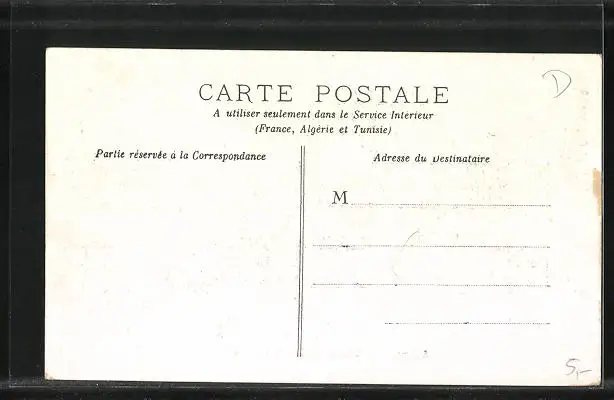 CARTE POSTALE
D
A utiliser seulement dans le Service Intérieur
(France, Algérie et Tunisie)
Partie réservée à la Correspondance
Adresse du Destinataire
M
5,-